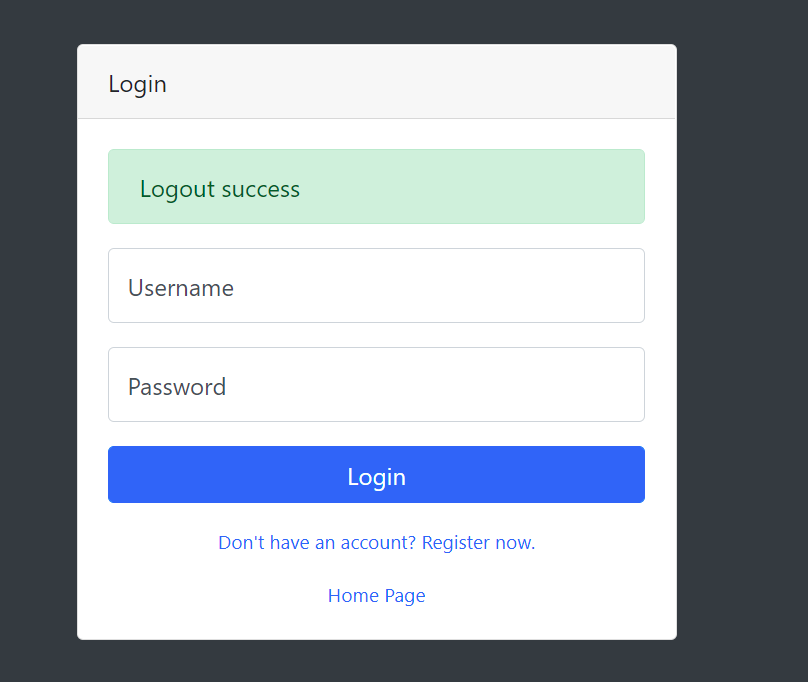 Login
Logout success
Username
Password
Login
Don't have an account? Register now.
Home Page